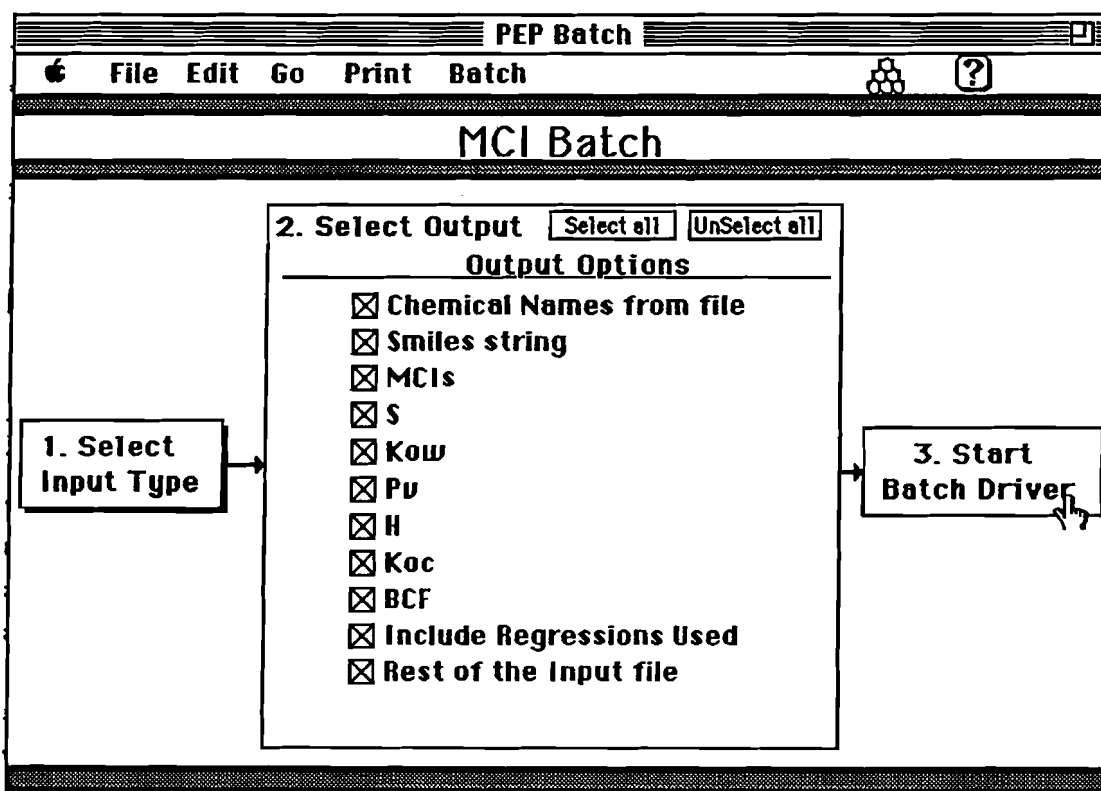 PEP Batch
File Edit Go Print Batch ?
MCI Batch
2. Select Output Select all UnSelect all
Output Options
Chemical Names from file
Smiles string
MCIs
S
Kow
Pv
H
Koc
BCF
Include Regressions Used
Rest of the Input file
1. Select
Input Type
3. Start
Batch Driver